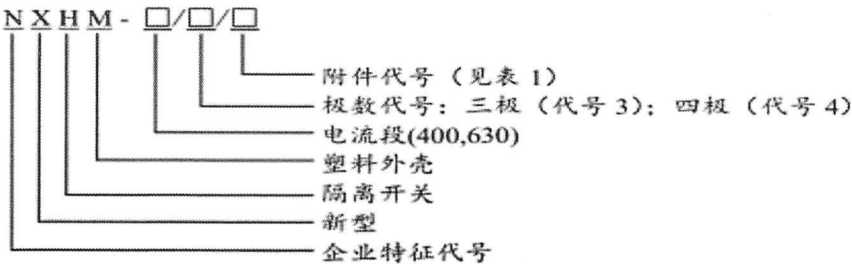 NXHM-□/□/□
附件代号（见表 1）
极数代号：三极（代号 3）；四极（代号 4）
电流段(400,630)
塑料外壳
隔离开关
新型
企业特征代号